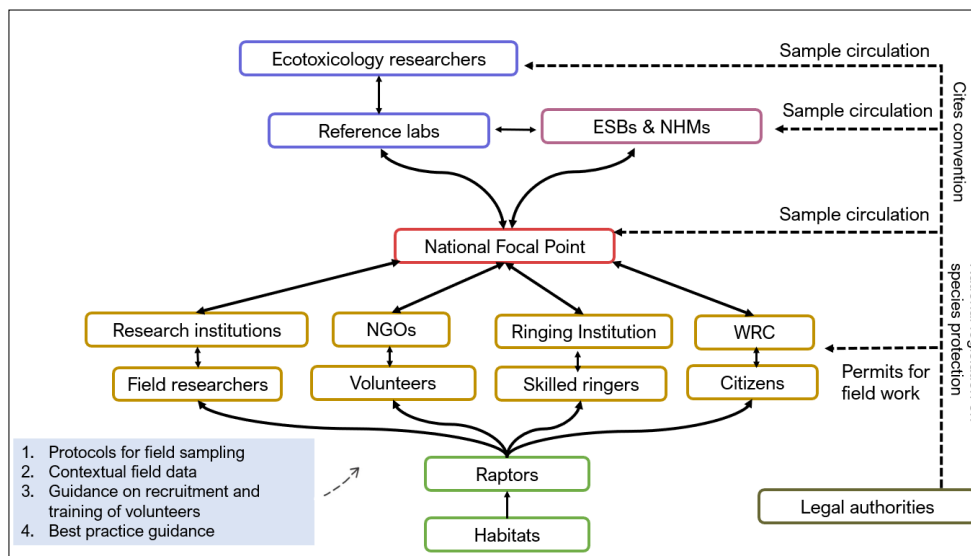 Ecotoxicology researchers
Sample circulation
Reference labs
ESBs & NHMs
Sample circulation
Cites convention
Sample circulation
National Focal Point
species protection
Research institutions
NGOs
Ringing Institution
WRC
Field researchers
Volunteers
Skilled ringers
Citizens
Permits for
field work
1. Protocols for field sampling
2. Contextual field data
3. Guidance on recruitment and
training of volunteers
4. Best practice guidance
Raptors
Habitats
Legal authorities